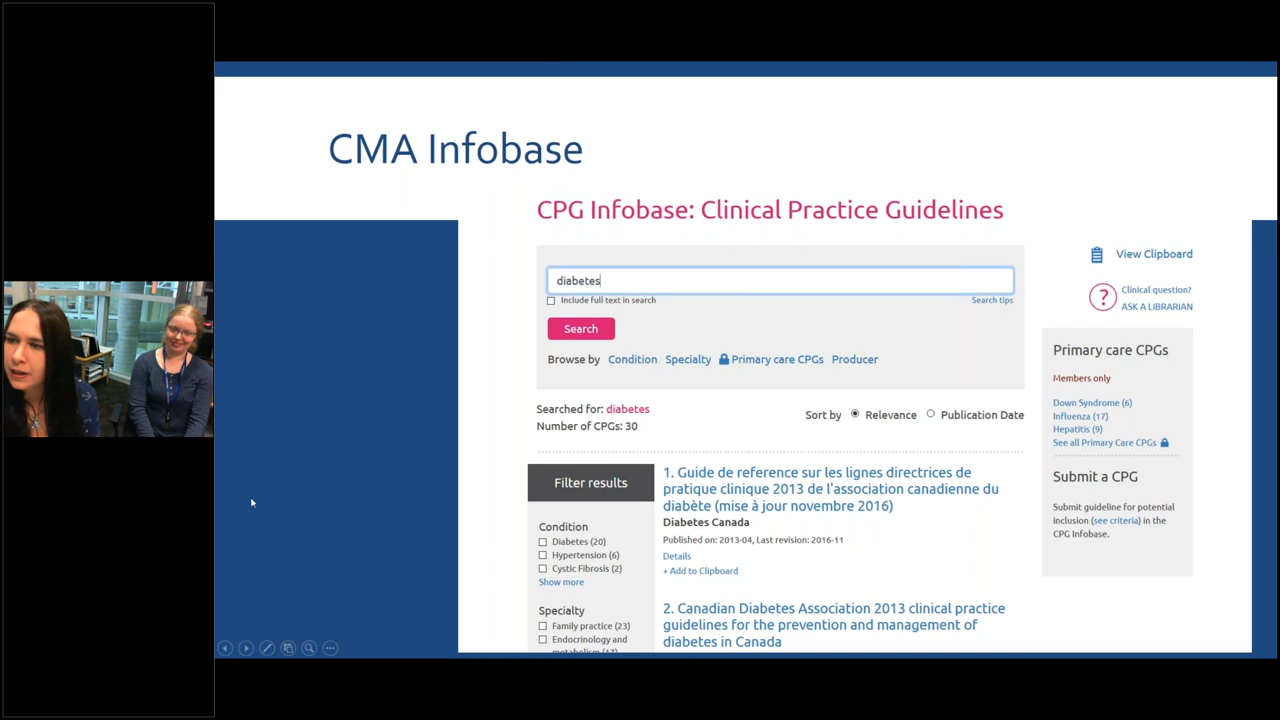 CMA Infobase
CPG Infobase: Clinical Practice Guidelines
diabetes
Include full text in search
Search tips
Search
Browse by Condition Specialty Primary care CPGs Producer
Searched for: diabetes
Number of CPGs: 30
Sort by Relevance Publication Date
Filter results
Condition
Diabetes (20)
Hypertension (6)
Cystic Fibrosis (2)
Show more
Specialty
Family practice (23)
Endocrinology and
metabolism (17)
1. Guide de reference sur les lignes directrices de
pratique clinique 2013 de l'association canadienne du
diabète (mise à jour novembre 2016)
Diabetes Canada
Published on: 2013-04, Last revision: 2016-11
Details
+ Add to Clipboard
2. Canadian Diabetes Association 2013 clinical practice
guidelines for the prevention and management of
diabetes in Canada
View Clipboard
?
Clinical question?
ASK A LIBRARIAN
Primary care CPGs
Members only
Down Syndrome (6)
Influenza (17)
Hepatitis (9)
See all Primary Care CPGs
Submit a CPG
Submit guideline for potential
inclusion (see criteria) in the
CPG Infobase.